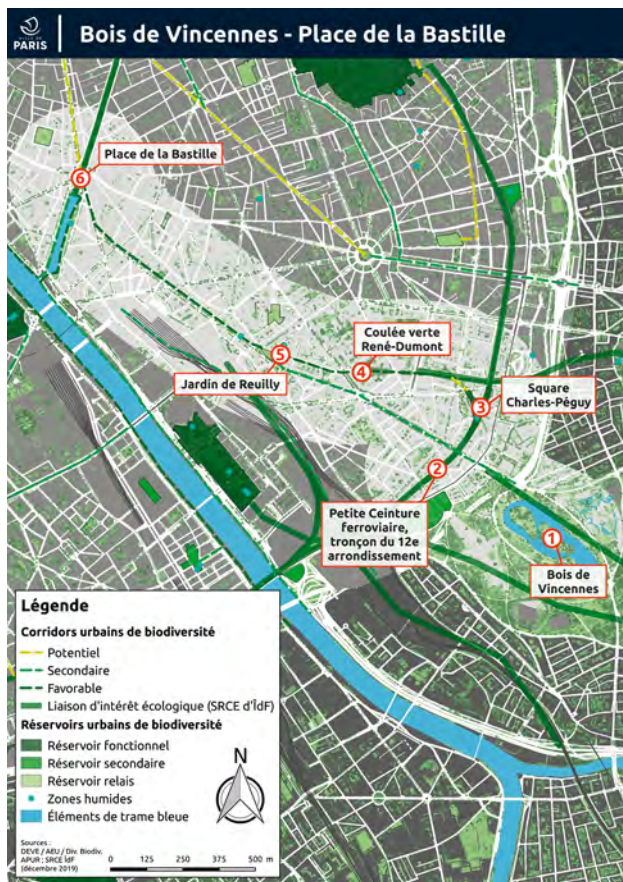 VILLE DE
PARIS
Bois de Vincennes - Place de la Bastille
6
Place de la Bastille
Coulée verte
René-Dumont
5
4
Jardin de Reuilly
3
Square
Charles-Péguy
2
Petite Ceinture
ferroviaire,
tronçon du 12e
arrondissement
1
Bois de
Vincennes
Légende
Corridors urbains de biodiversité
Potentiel
Secondaire
Favorable
Liaison d'intérêt écologique (SRCE d'ÎdF)
Réservoirs urbains de biodiversité
Réservoir fonctionnel
Réservoir secondaire
Réservoir relais
Zones humides
Éléments de trame bleue
N
Sources :
DEVE / AEU / Div. Biodiv.
APUR ; SRCE ÎdF
(décembre 2019)
0 125 250 375 500 m